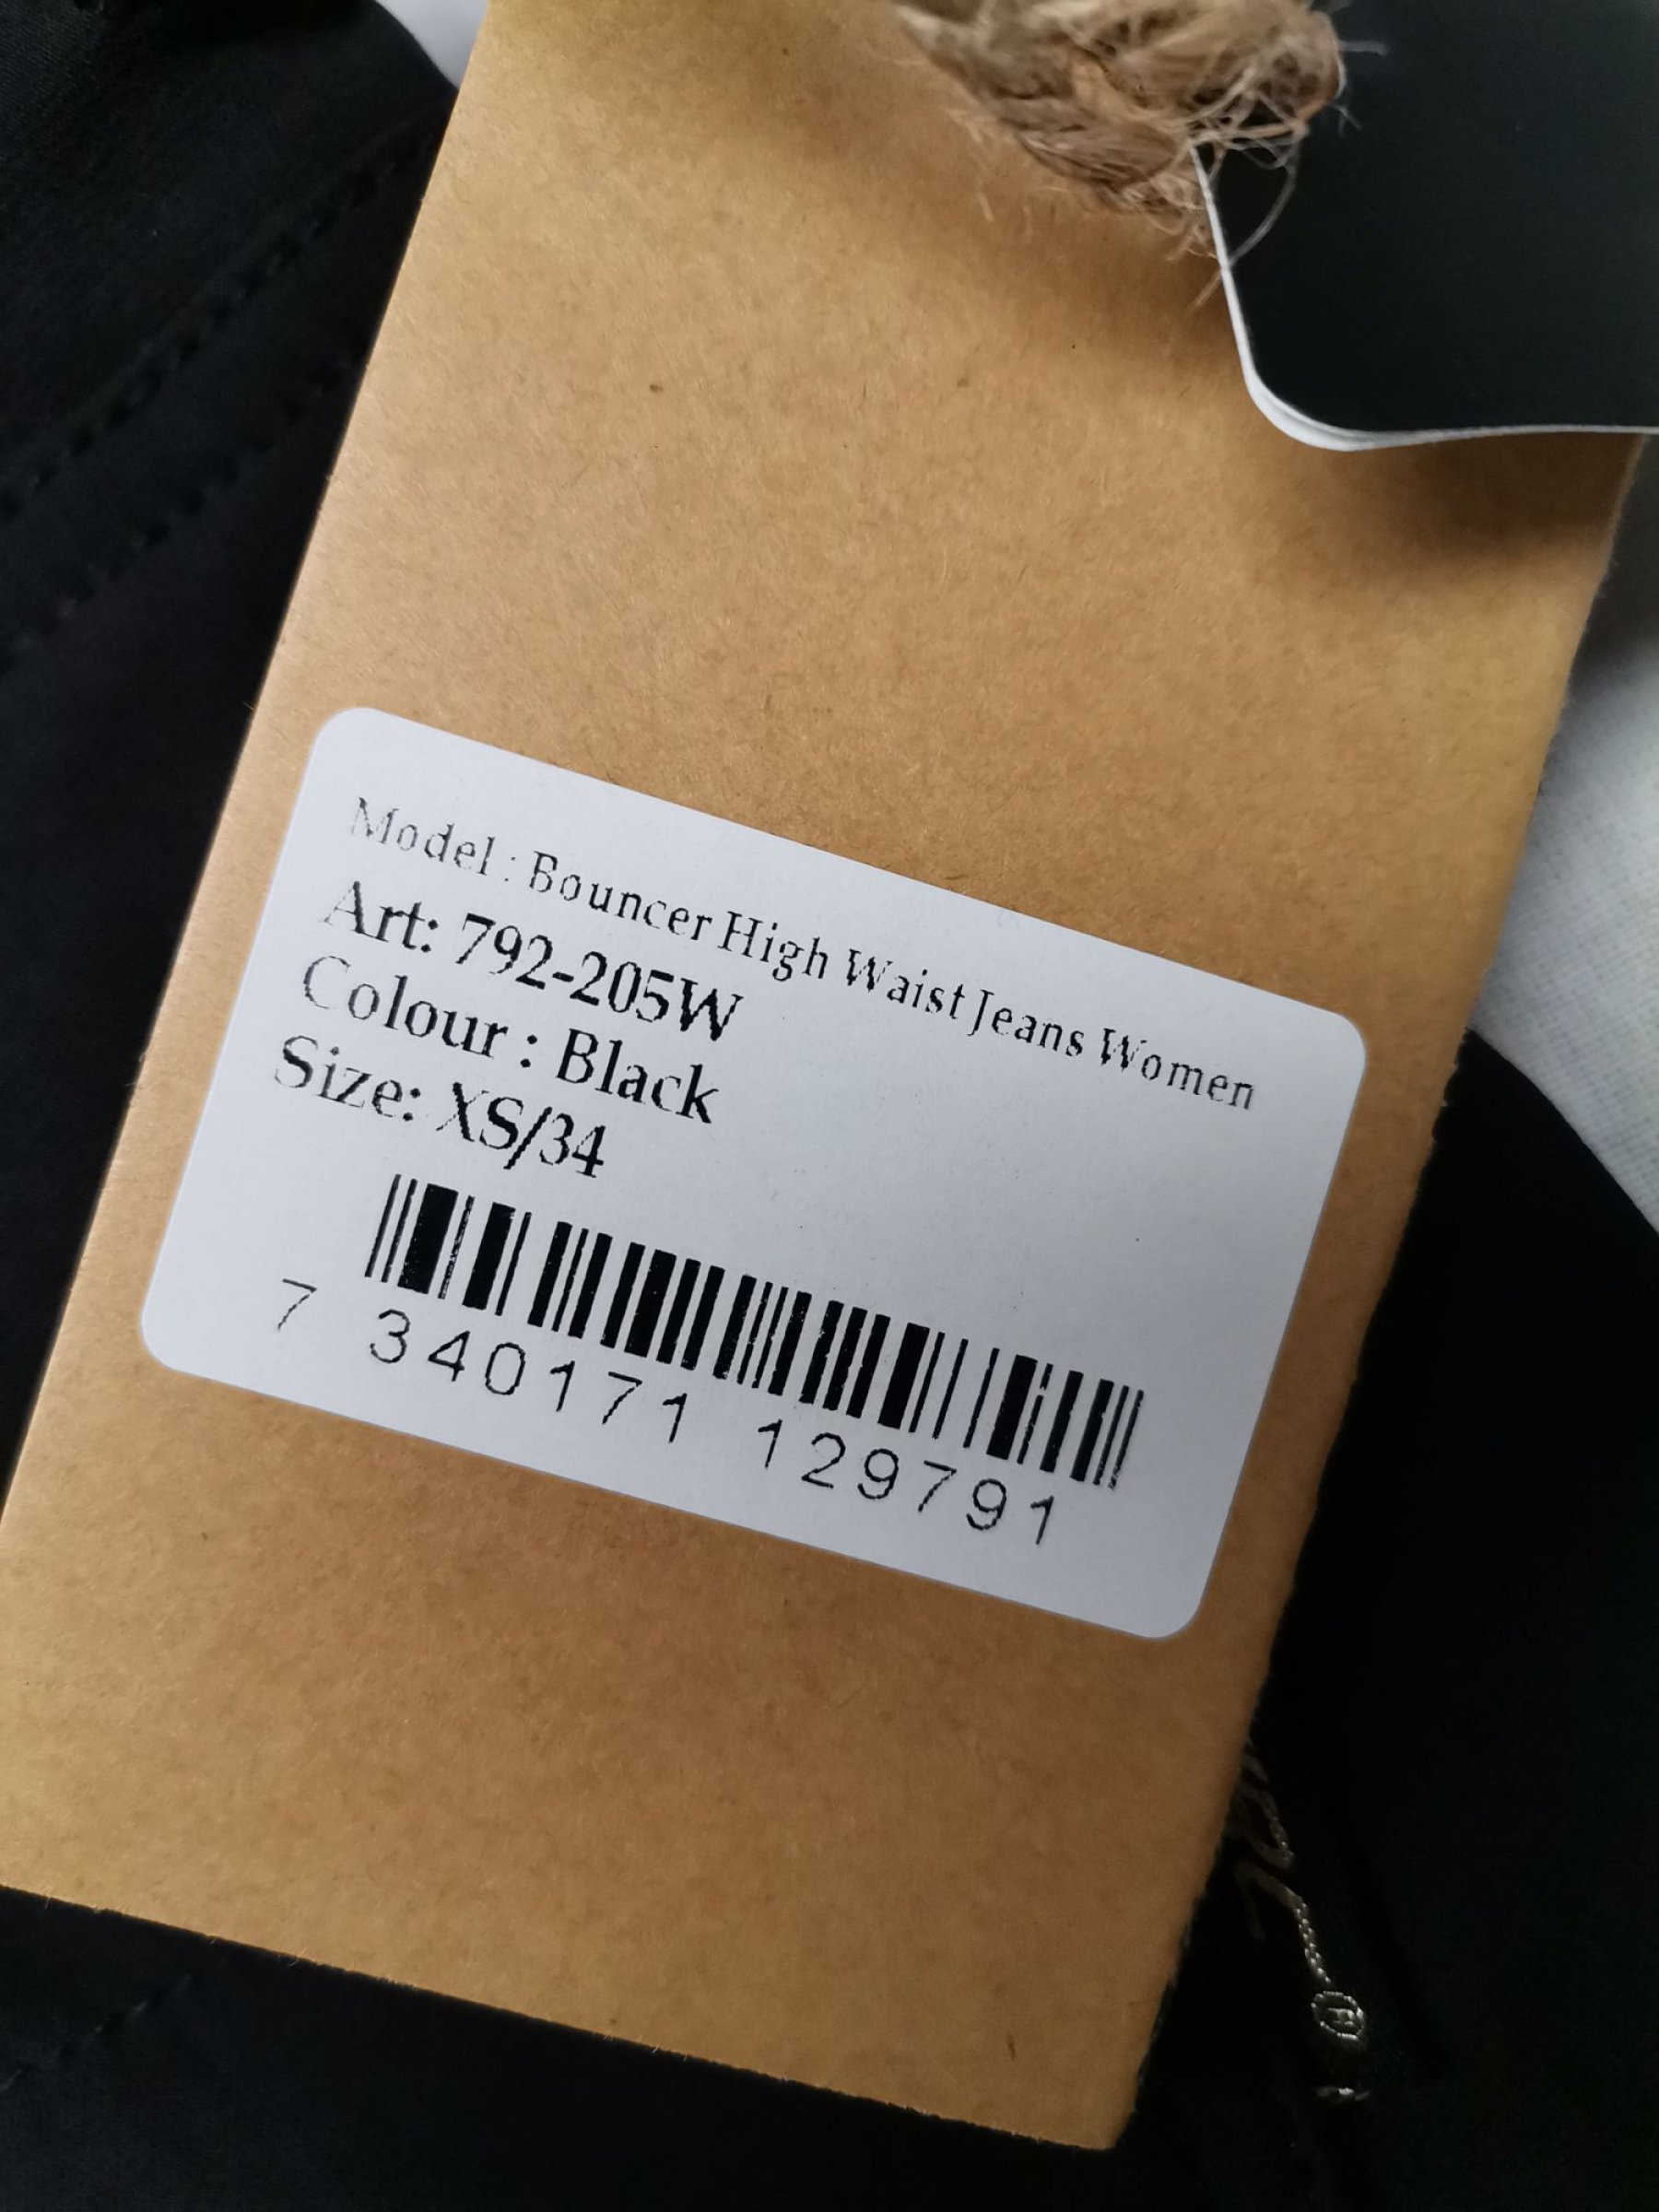 Model : Bouncer High Waist Jeans Women
Art: 792-205W
Colour : Black
Size: XS/34
7 340171 129791